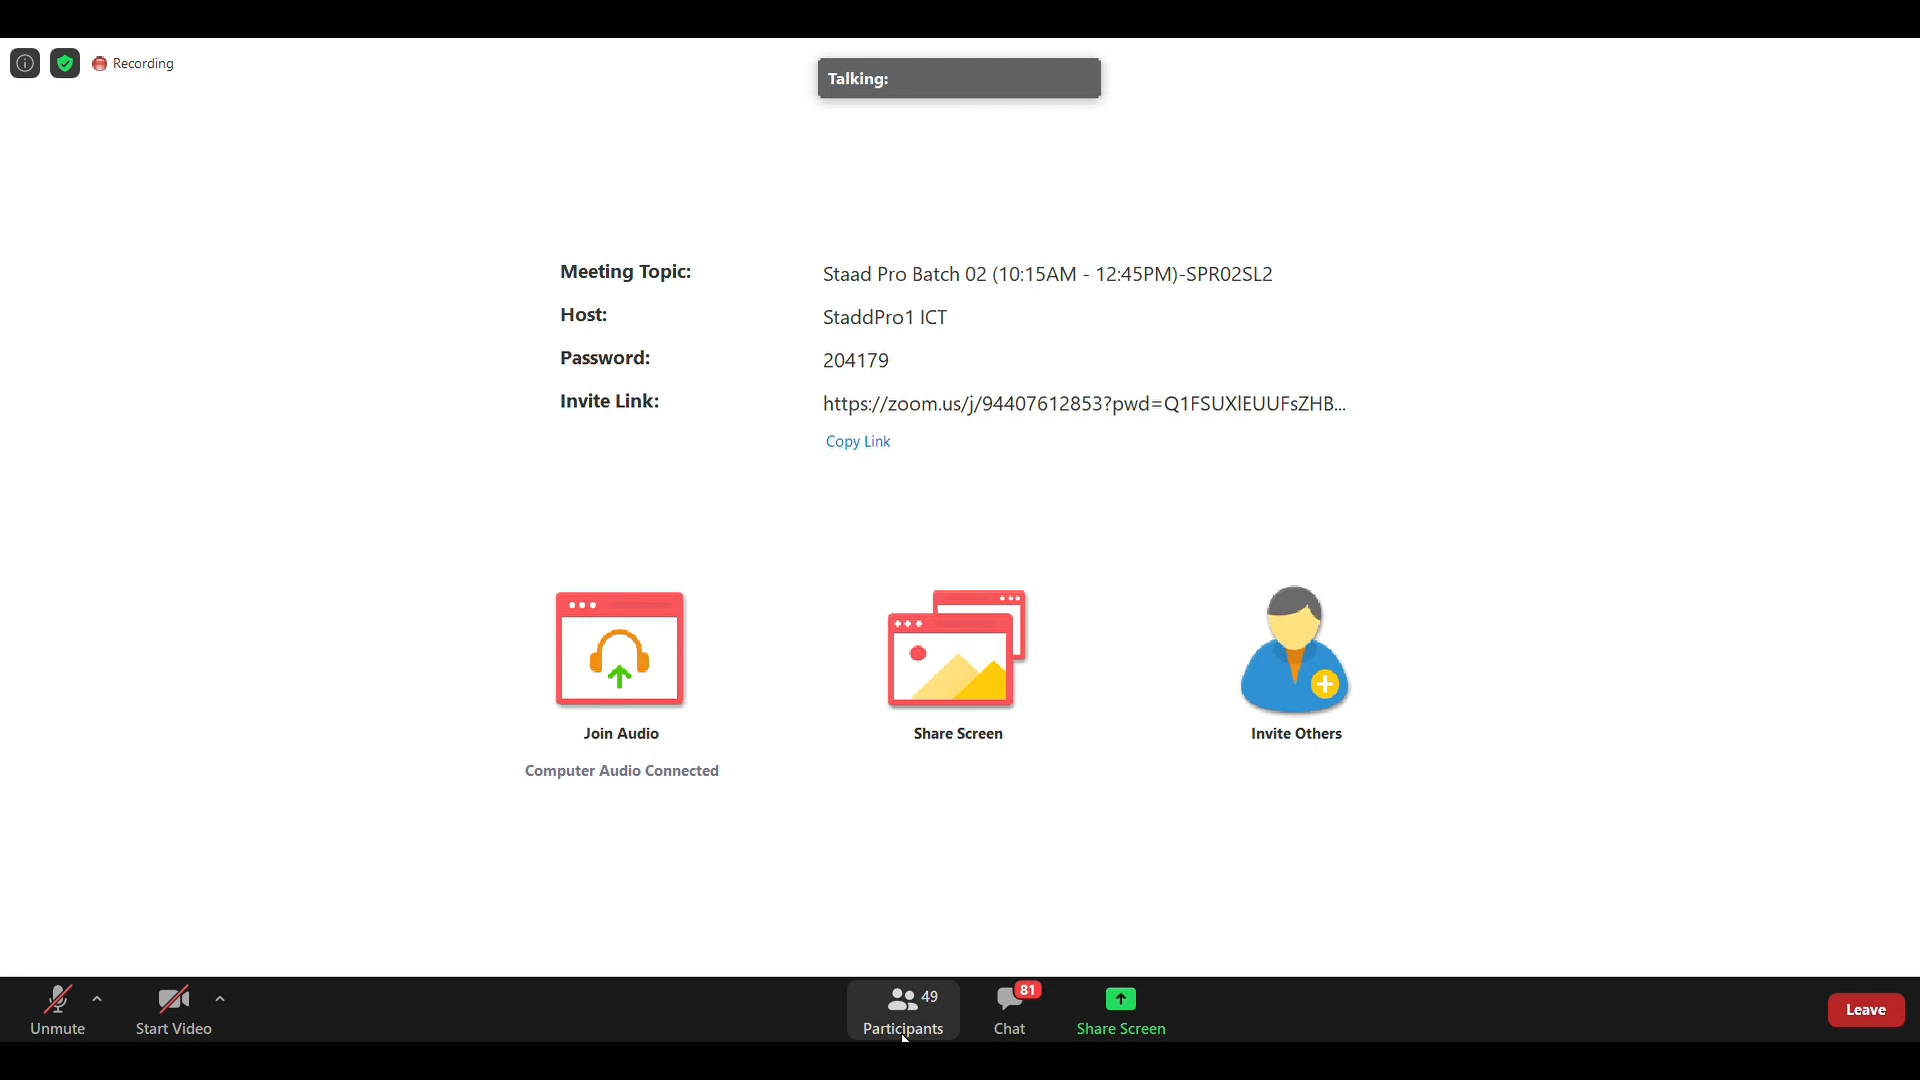 Recording
Talking:
Meeting Topic: Staad Pro Batch 02 (10:15AM - 12:45PM)-SPR02SL2
Host: StaddPro1 ICT
Password: 204179
Invite Link: https://zoom.us/j/94407612853?pwd=Q1FSUXlEUUFsZHB...
Copy Link
Join Audio
Share Screen
Invite Others
Computer Audio Connected
49
81
Unmute
Start Video
Participants
Chat
Share Screen
Leave